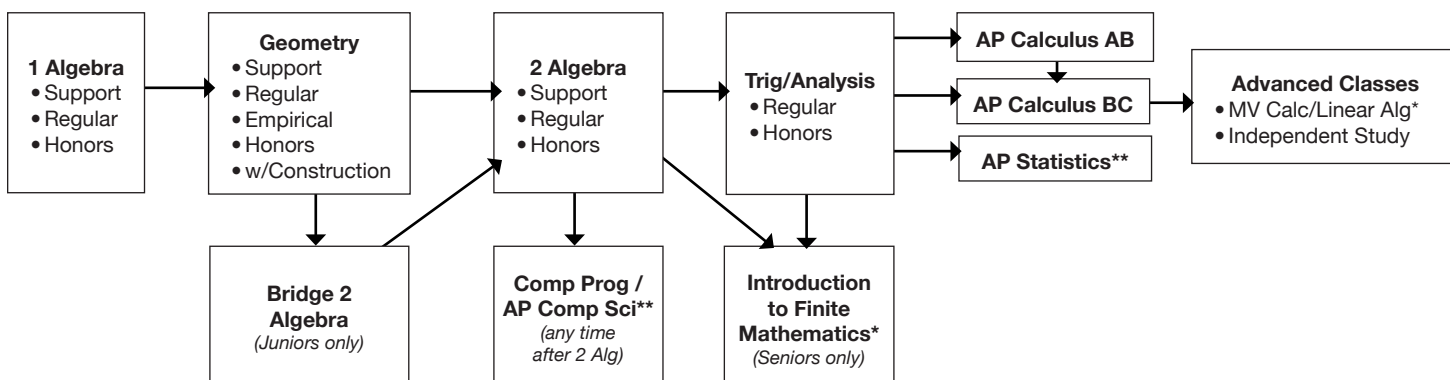 1 Algebra
• Support
• Regular
• Honors
Geometry
• Support
• Regular
• Empirical
• Honors
• w/Construction
2 Algebra
• Support
• Regular
• Honors
Trig/Analysis
• Regular
• Honors
AP Calculus AB
AP Calculus BC
AP Statistics**
Advanced Classes
• MV Calc/Linear Alg*
• Independent Study
Bridge 2
Algebra
(Juniors only)
Comp Prog /
AP Comp Sci**
(any time
after 2 Alg)
Introduction
to Finite
Mathematics*
(Seniors only)